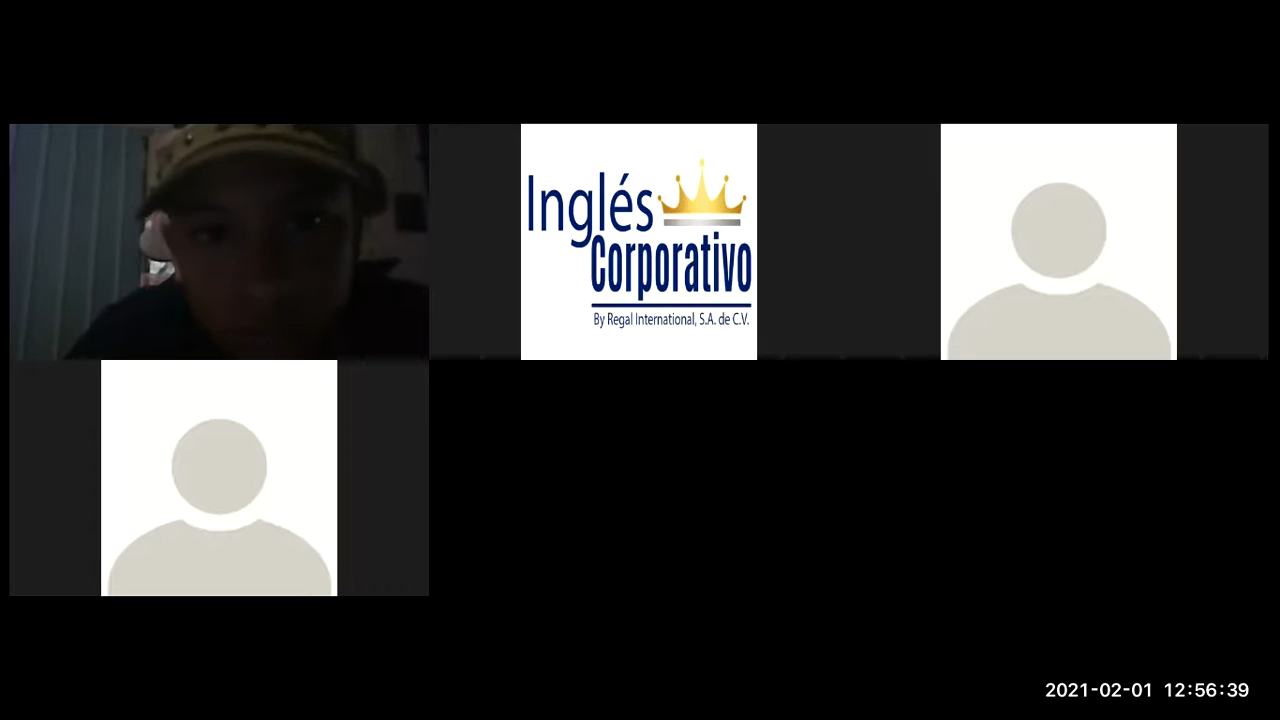 Inglés
Corporativo
By Regal International, S.A. de C.V.
2021-02-01 12:56:39